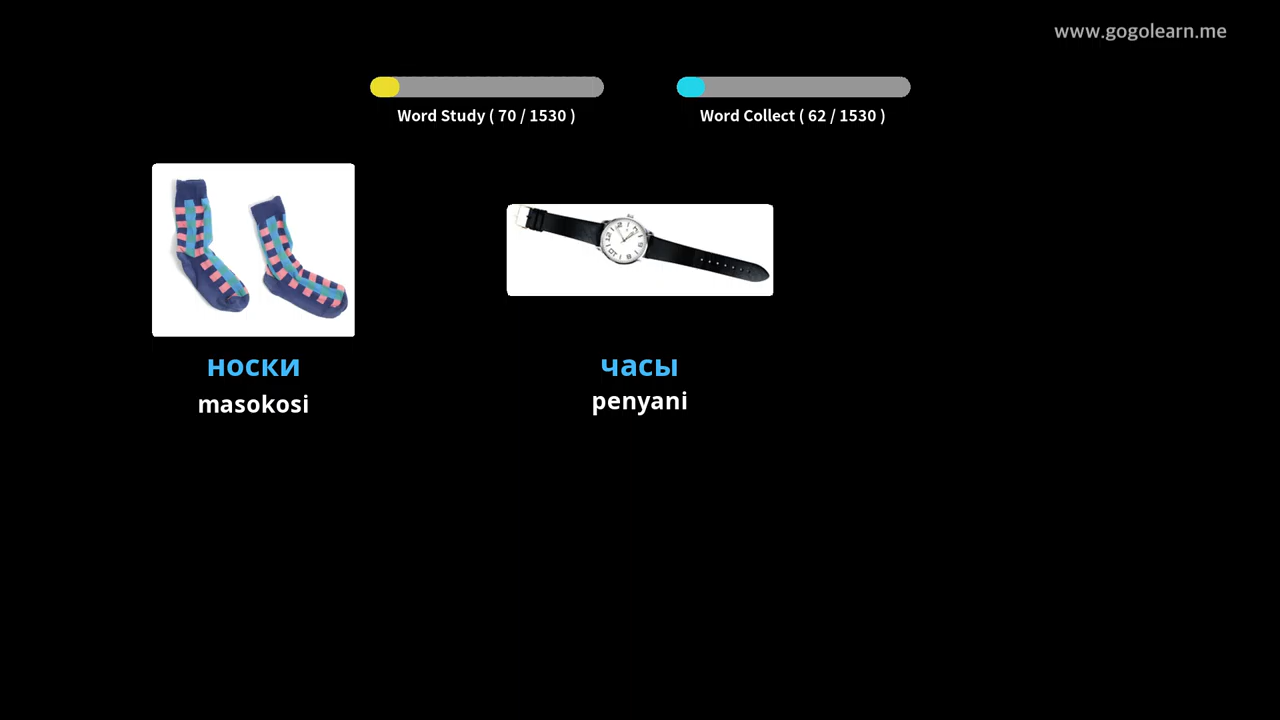 www.gogolearn.me
Word Study ( 70 / 1530 )
Word Collect ( 62 / 1530 )
носки
masokosi
часы
penyani